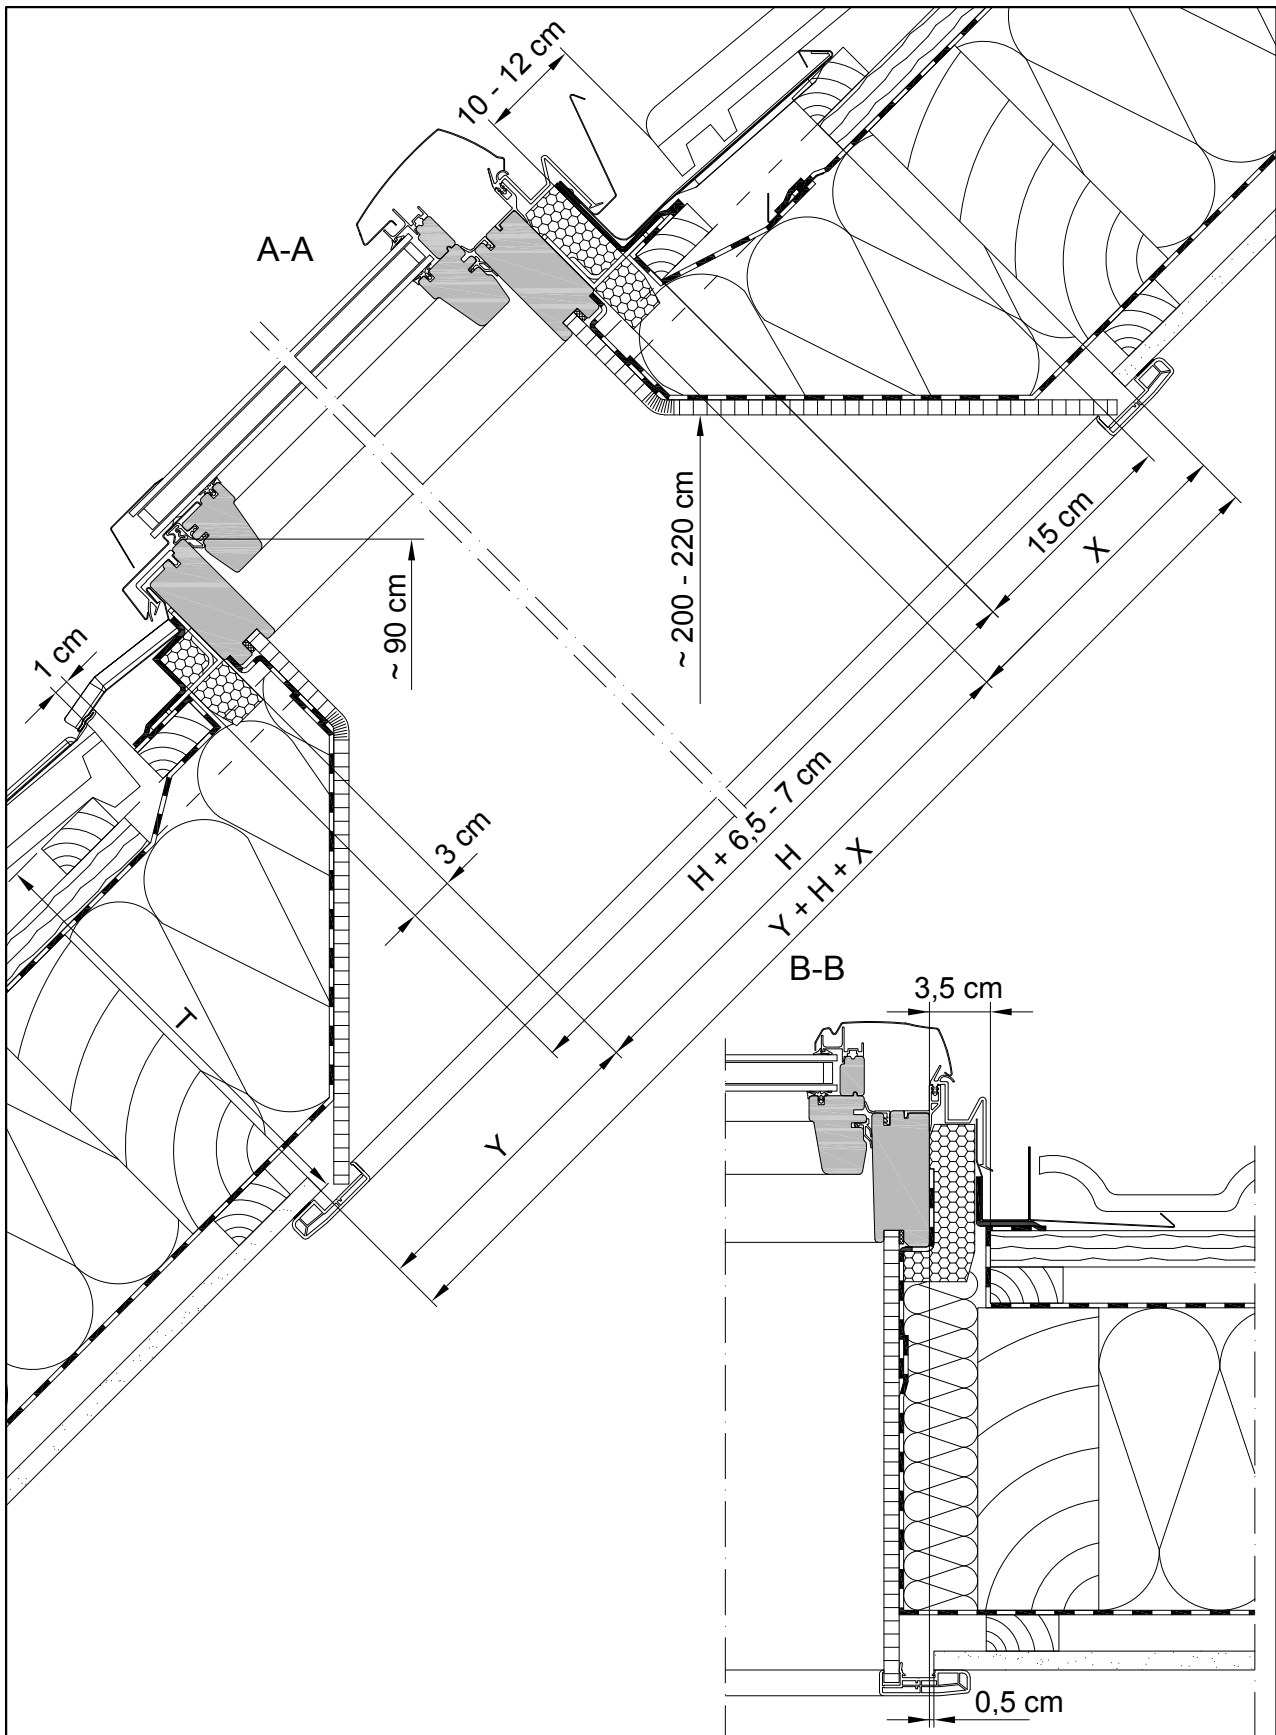 10 - 12 cm
A-A
15 cm
X
~ 200 - 220 cm
~ 90 cm
1 cm
H + 6,5 - 7 cm
H
Y + H + X
3 cm
T
Y
B-B
3,5 cm
0,5 cm